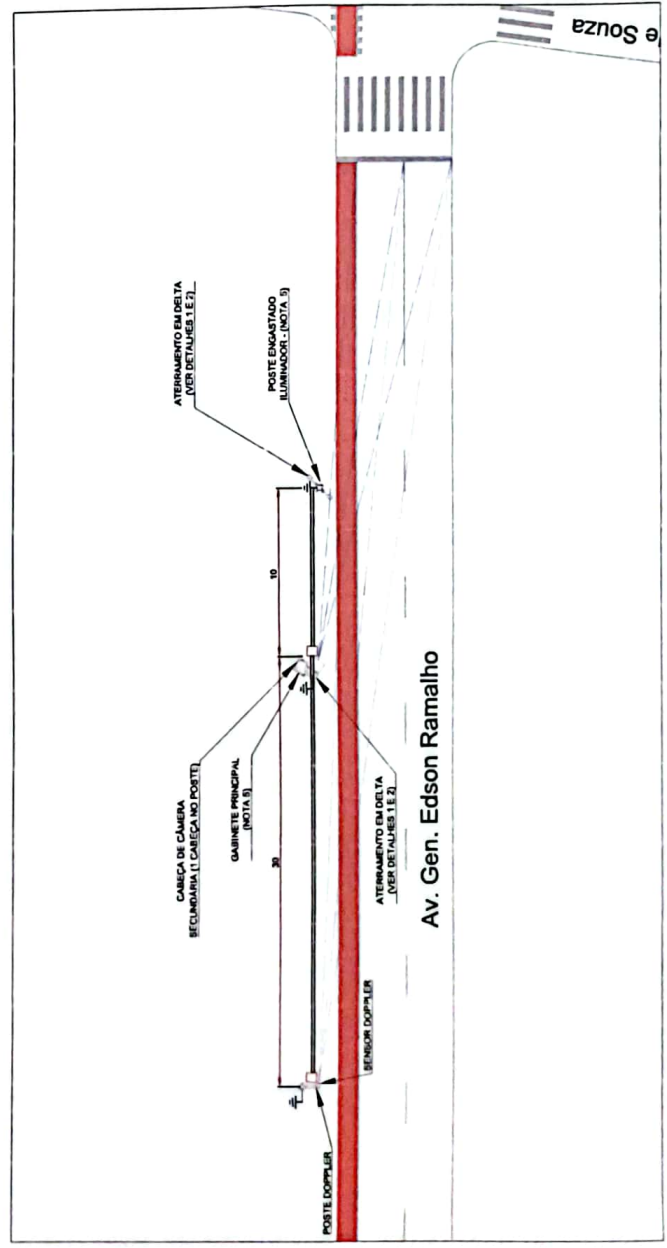 ATERRAMENTO EM DELTA
(VER DETALHES 1 E 2)
POSTE ENGASTADO
ILUMINADOR - (NOTA 5)
10
CABEÇA DE CÂMERA
SECUNDÁRIA (1 CABEÇA NO POSTE)
GABINETE PRINCIPAL
(NOTA 5)
30
ATERRAMENTO EM DELTA
(VER DETALHES 1 E 2)
SENSOR DOPPLER
POSTE DOPPLER
Av. Gen. Edson Ramalho
de Souza